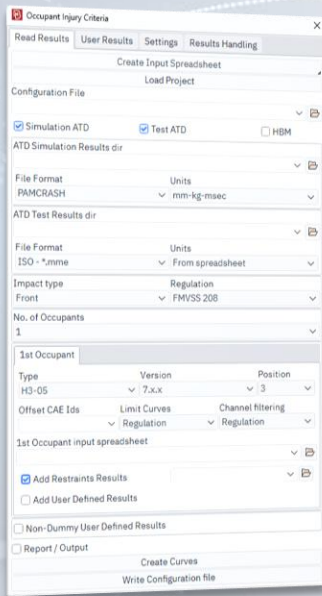 Occupant Injury Criteria
Read Results User Results Settings Results Handling
Create Input Spreadsheet
Load Project
Configuration File
Simulation ATD Test ATD HBM
ATD Simulation Results dir
File Format Units
PAMCRASH mm-kg-msec
ATD Test Results dir
File Format Units
ISO - *.mme From spreadsheet
Impact type Regulation
Front FMVSS 208
No. of Occupants
1
1st Occupant
Type Version Position
H3-05 7.x.x 3
Offset CAE Ids Limit Curves Channel filtering
Regulation Regulation
1st Occupant input spreadsheet
Add Restraints Results
Add User Defined Results
Non-Dummy User Defined Results
Report / Output
Create Curves
Write Configuration file